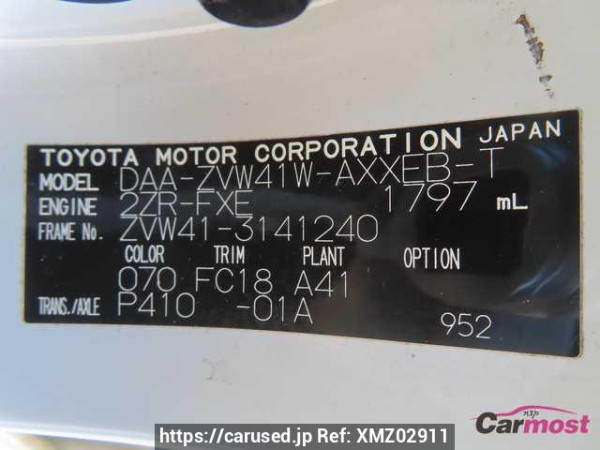 TOYOTA MOTOR CORPORATION JAPAN
MODEL DAA-ZVW41W-AXXEB-T
ENGINE 2ZR-FXE 1797 mL
FRAME No. ZVW41-3141240
COLOR TRIM PLANT OPTION
070 FC18 A41
TRANS./AXLE P410 -01A 952
Carmost
https://carused.jp Ref: XMZ02911